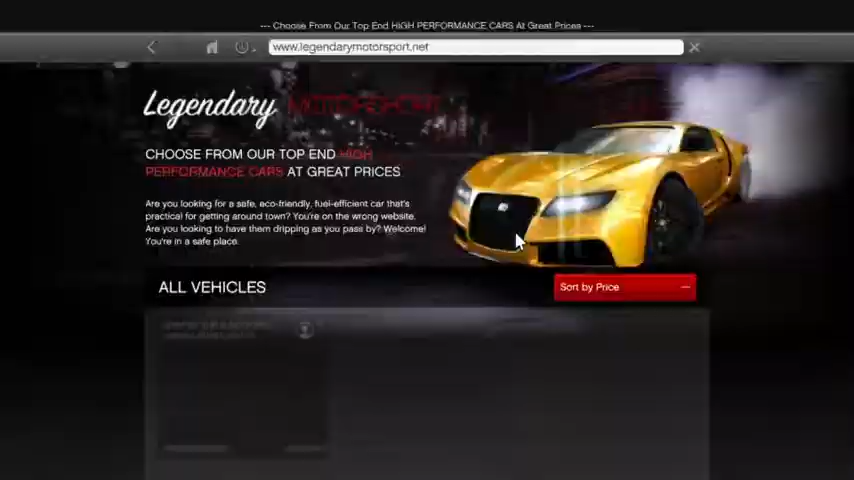 --- Choose From Our Top End HIGH PERFORMANCE CARS At Great Prices ---
www.legendarymotorsport.net
Legendary MOTORSPORT
CHOOSE FROM OUR TOP END HIGH
PERFORMANCE CARS AT GREAT PRICES
Are you looking for a safe, eco-friendly, fuel-efficient car that's
practical for getting around town? You're on the wrong website.
Are you looking to have them dripping as you pass by? Welcome!
You're in a safe place.
ALL VEHICLES
Sort by Price